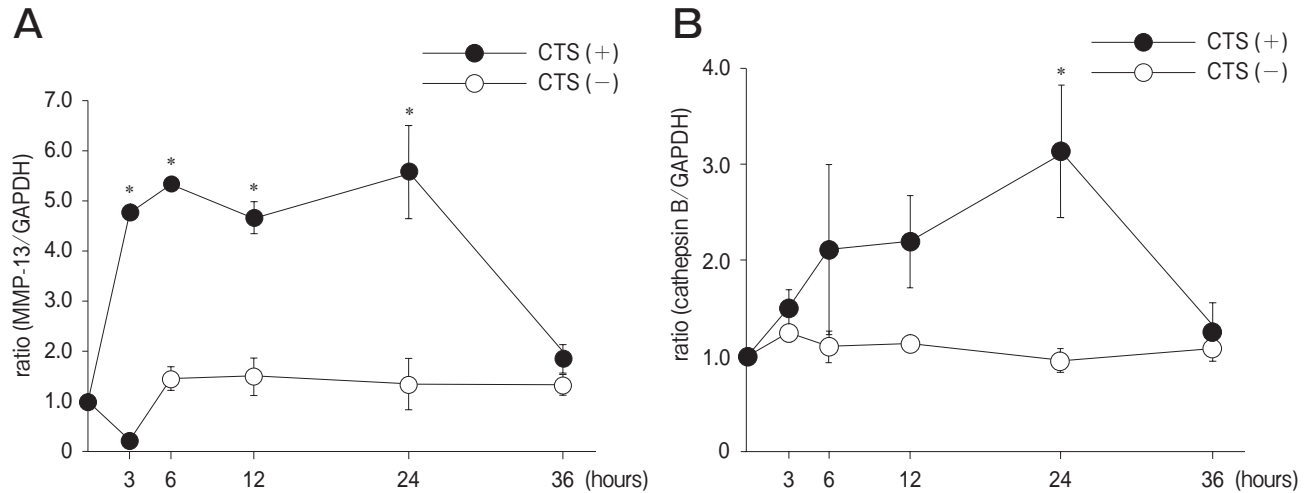 A
CTS (+)
CTS (−)
ratio (MMP-13/GAPDH)
7.0
6.0
5.0
4.0
3.0
2.0
1.0
0
* * * *
3 6 12 24 36 (hours)
B
CTS (+)
CTS (−)
ratio (cathepsin B/GAPDH)
4.0
3.0
2.0
1.0
0
*
3 6 12 24 36 (hours)